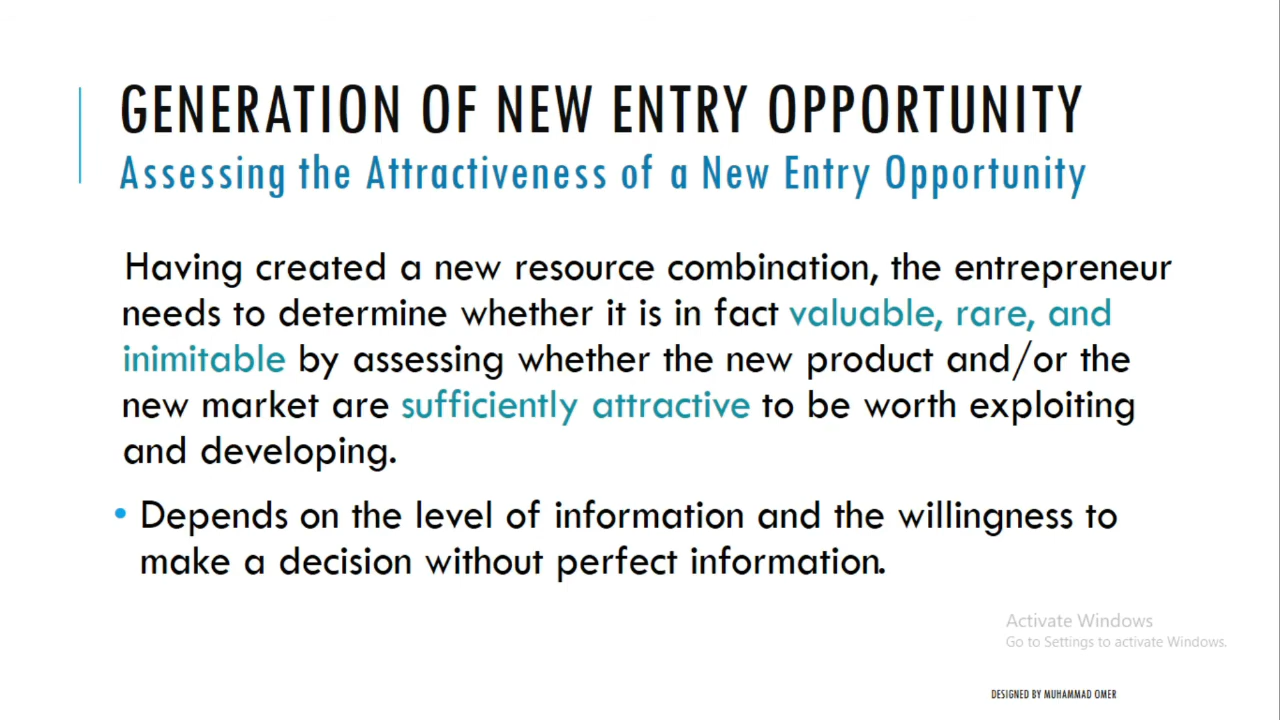 GENERATION OF NEW ENTRY OPPORTUNITY
Assessing the Attractiveness of a New Entry Opportunity
Having created a new resource combination, the entrepreneur
needs to determine whether it is in fact valuable, rare, and
inimitable by assessing whether the new product and/or the
new market are sufficiently attractive to be worth exploiting
and developing.
• Depends on the level of information and the willingness to
make a decision without perfect information.
Activate Windows
Go to Settings to activate Windows.
DESIGNED BY MUHAMMAD OMER